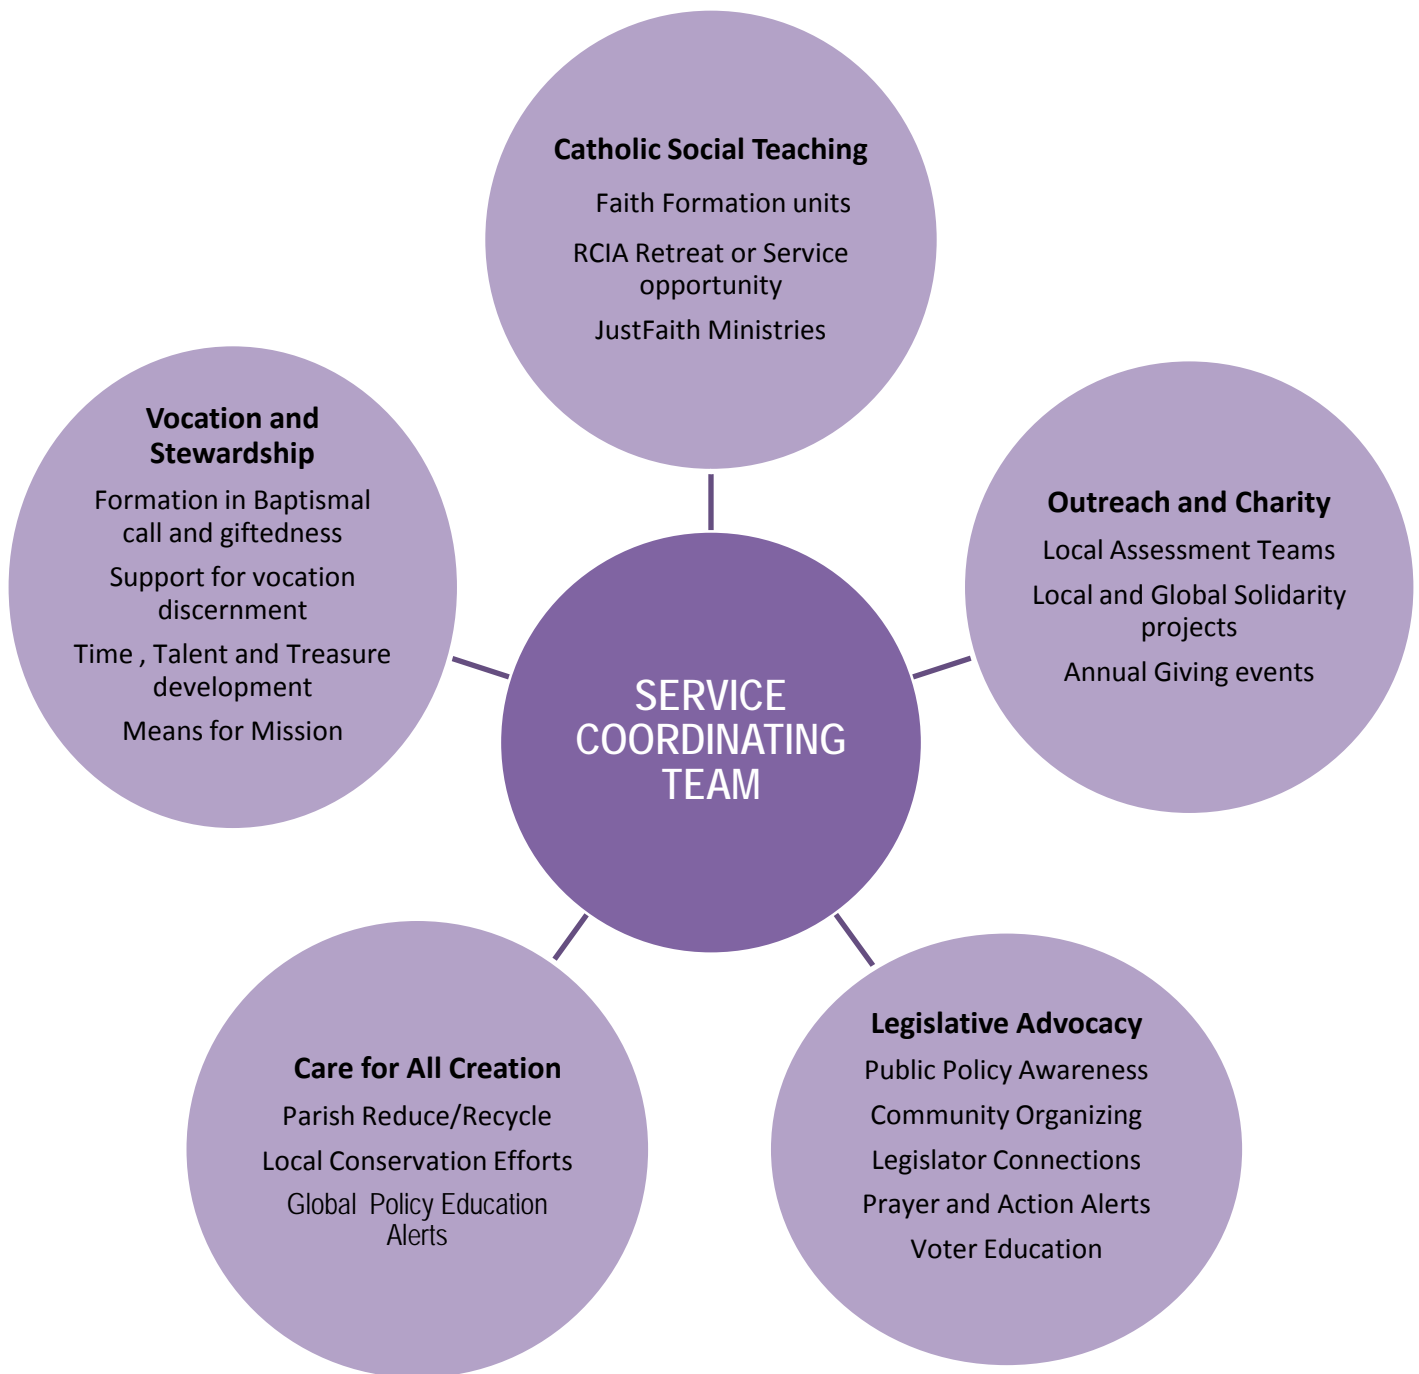 Catholic Social Teaching
Faith Formation units
RCIA Retreat or Service
opportunity
JustFaith Ministries
Vocation and
Stewardship
Formation in Baptismal
call and giftedness
Support for vocation
discernment
Time , Talent and Treasure
development
Means for Mission
Outreach and Charity
Local Assessment Teams
Local and Global Solidarity
projects
Annual Giving events
SERVICE
COORDINATING
TEAM
Care for All Creation
Parish Reduce/Recycle
Local Conservation Efforts
Global  Policy Education
Alerts
Legislative Advocacy
Public Policy Awareness
Community Organizing
Legislator Connections
Prayer and Action Alerts
Voter Education